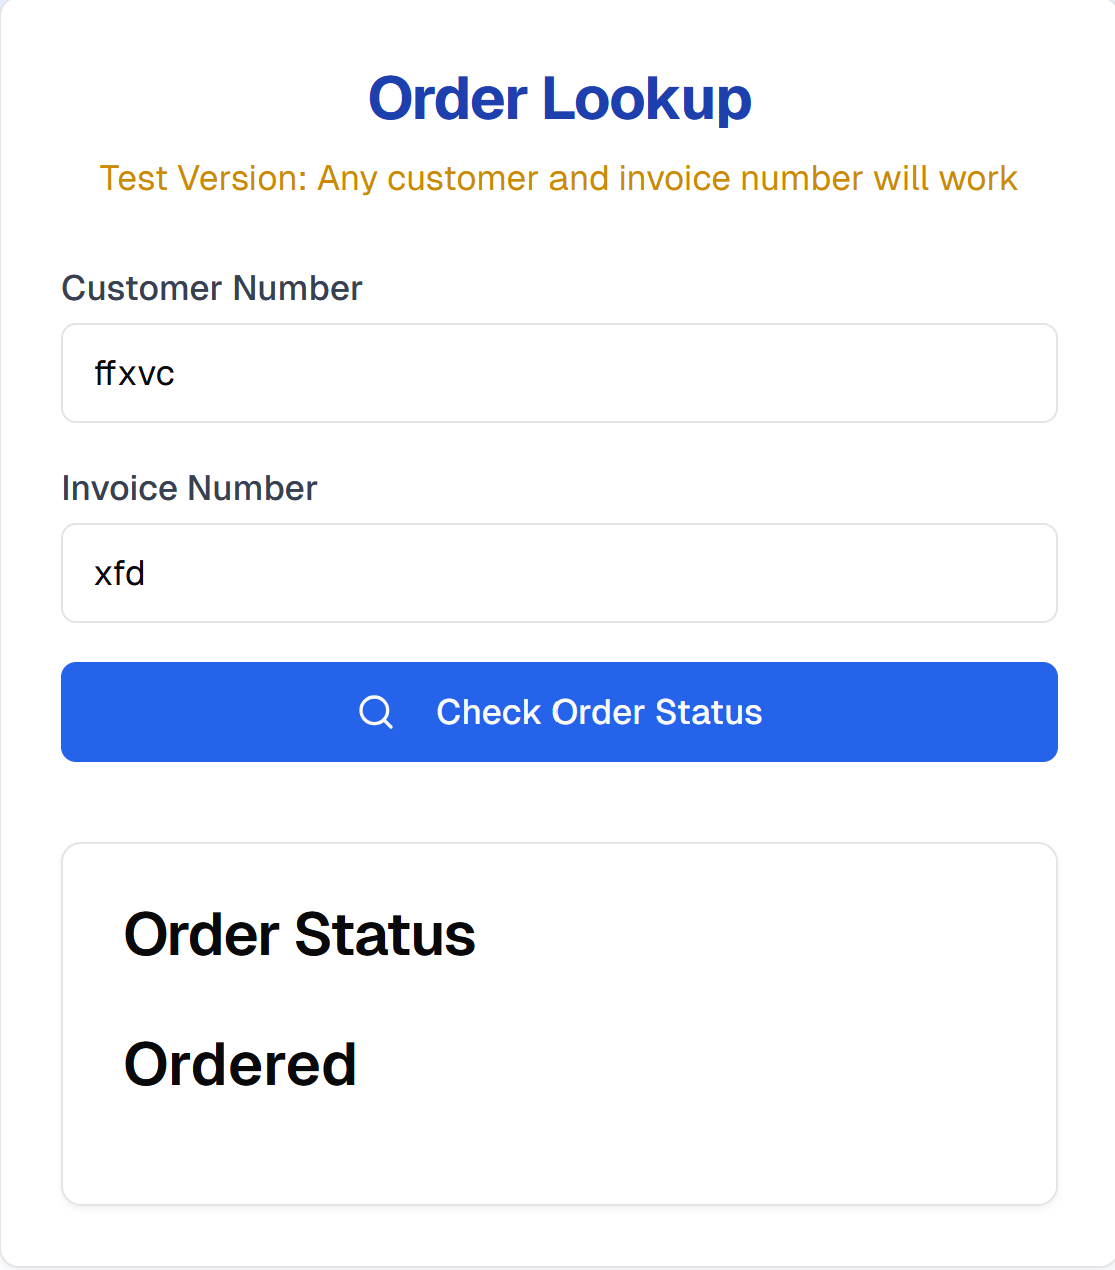 Order Lookup
Test Version: Any customer and invoice number will work
Customer Number
ffxvc
Invoice Number
xfd
Check Order Status
Order Status
Ordered